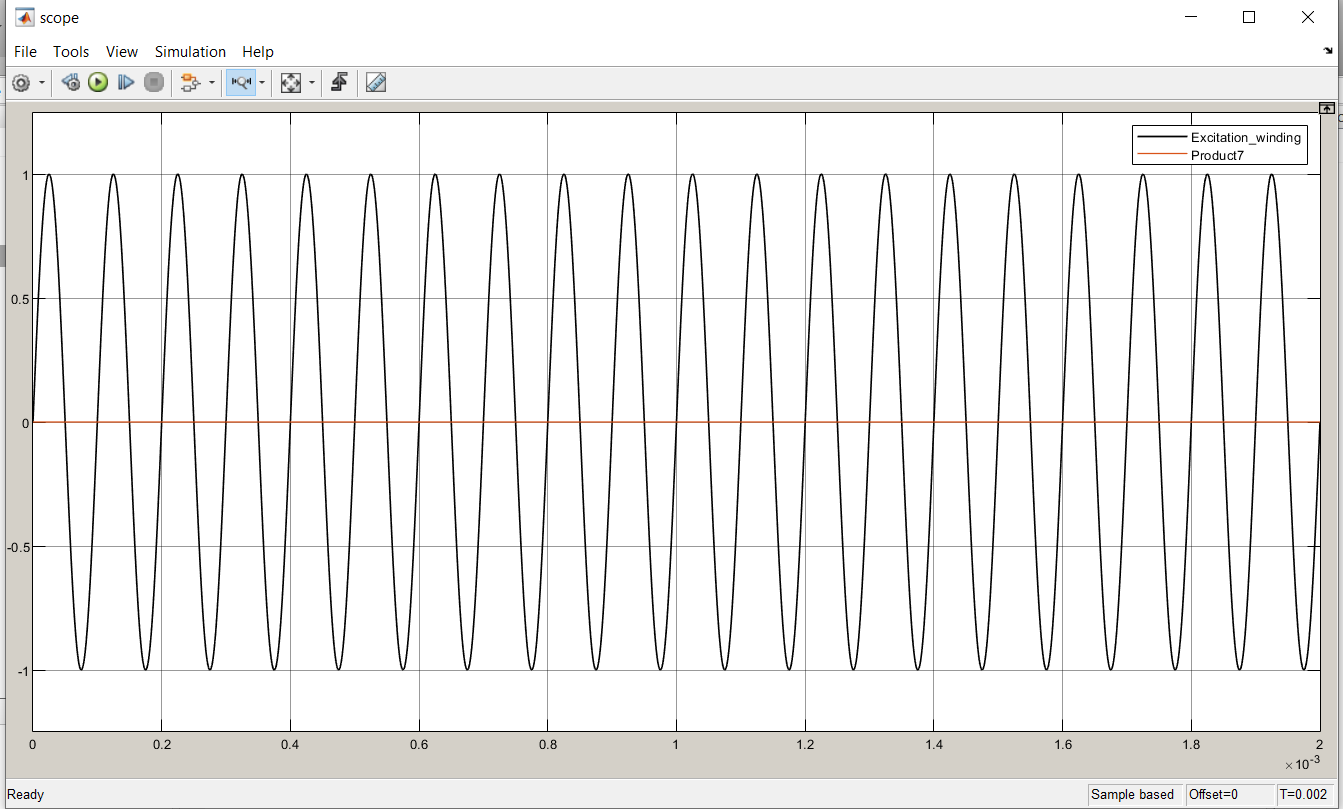 scope
File Tools View Simulation Help
Excitation_winding
Product7
1
0.5
0
-0.5
-1
0 0.2 0.4 0.6 0.8 1 1.2 1.4 1.6 1.8 2
×10⁻³
Ready Sample based Offset=0 T=0.002